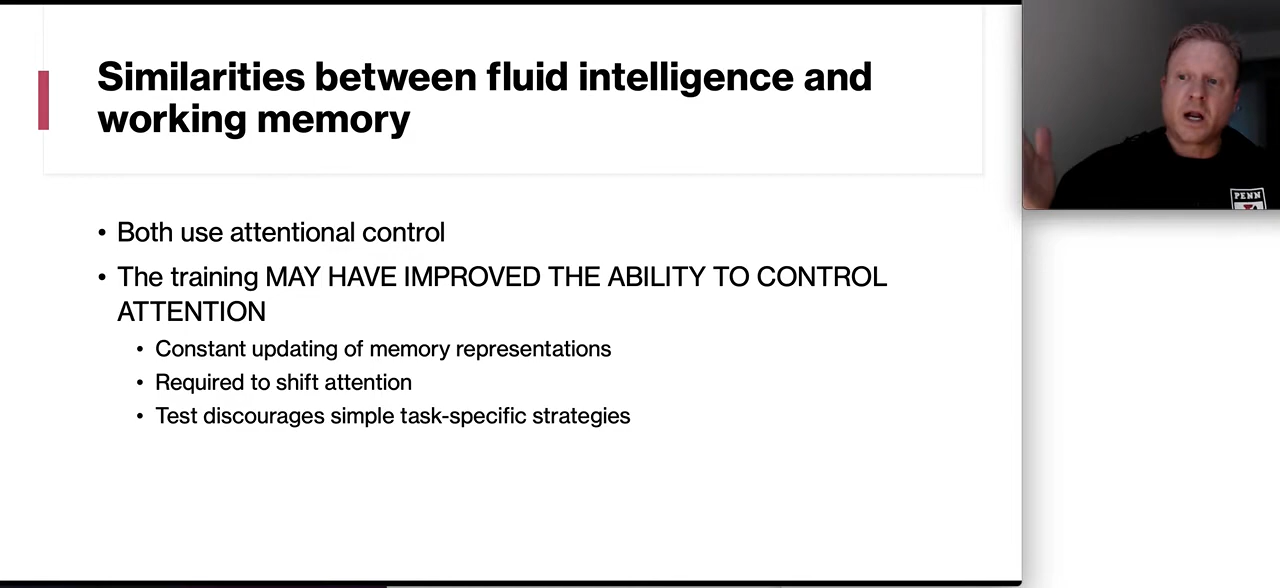 Similarities between fluid intelligence and
working memory
• Both use attentional control
• The training MAY HAVE IMPROVED THE ABILITY TO CONTROL
ATTENTION
• Constant updating of memory representations
• Required to shift attention
• Test discourages simple task-specific strategies
PENN